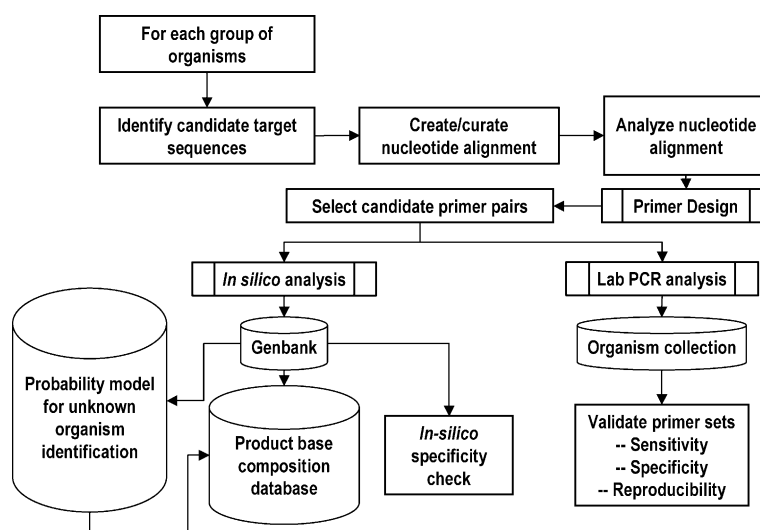 For each group of
organisms
Identify candidate target
sequences
Create/curate
nucleotide alignment
Analyze nucleotide
alignment
Select candidate primer pairs
Primer Design
In silico analysis
Lab PCR analysis
Genbank
Organism collection
Probability model
for unknown
organism
identification
Product base
composition
database
In-silico
specificity
check
Validate primer sets
-- Sensitivity
-- Specificity
-- Reproducibility